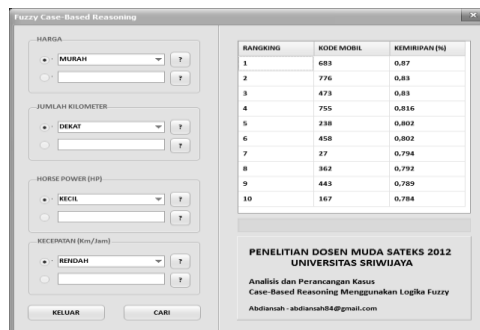 Fuzzy Case-Based Reasoning
HARGA
MURAH
?
?
JUMLAH KILOMETER
DEKAT
?
?
HORSE POWER (HP)
KECIL
?
?
KECEPATAN (Km/Jam)
RENDAH
?
?
KELUAR
CARI
RANGKING KODE MOBIL KEMIRIPAN (%)
1 683 0,87
2 776 0,83
3 473 0,83
4 755 0.816
5 238 0,802
6 458 0,802
7 27 0,794
8 362 0,792
9 443 0,789
10 167 0,784
PENELITIAN DOSEN MUDA SATEKS 2012
UNIVERSITAS SRIWIJAYA
Analisis dan Perancangan Kasus
Case-Based Reasoning Menggunakan Logika Fuzzy
Abdiansah - abdiansah84@gmail.com